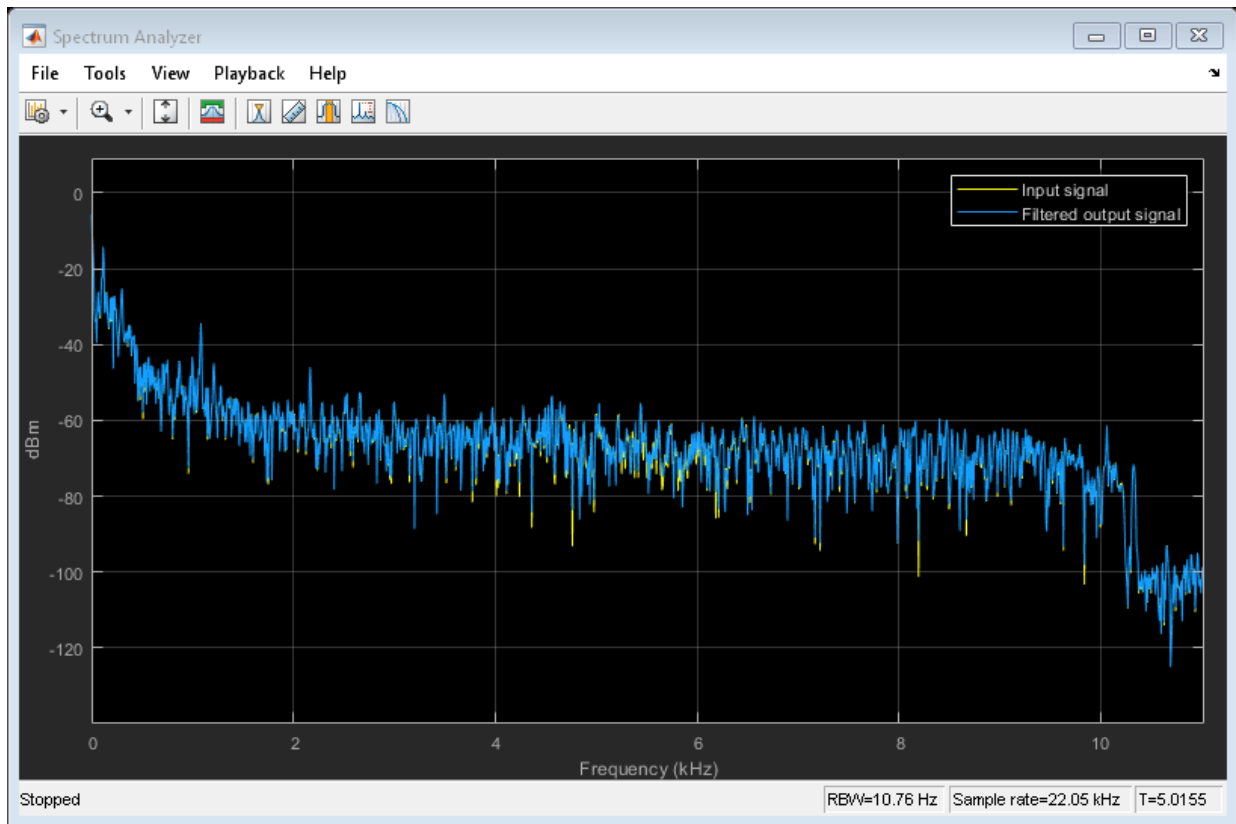 Spectrum Analyzer
File Tools View Playback Help
Input signal
Filtered output signal
0
-20
-40
-60
-80
-100
-120
dBm
0 2 4 6 8 10
Frequency (kHz)
Stopped RBW=10.76 Hz Sample rate=22.05 kHz T=5.0155